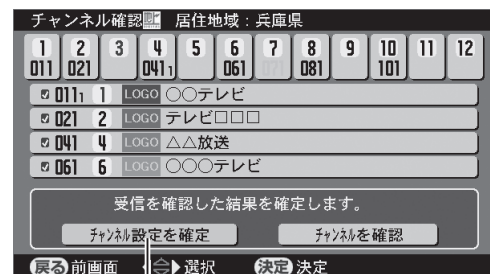 チャンネル確認 居住地域：兵庫県
1 2 3 4 5 6 7 8 9 10 11 12
011 021 0411 061 071 081 101
0111 1 LOGO ○○テレビ
021 2 LOGO テレビ□□□
041 4 LOGO △△放送
061 6 LOGO ○○○テレビ
受信を確認した結果を確定します。
チャンネル設定を確定 チャンネルを確認
戻る 前画面 選択 決定 決定